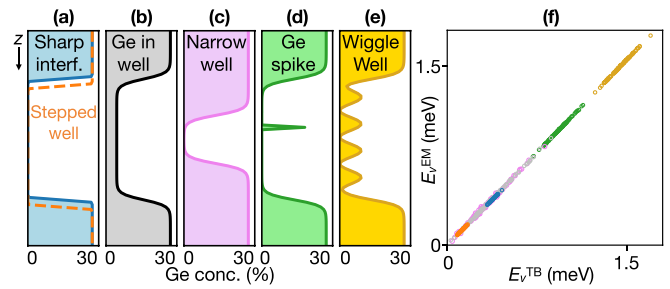 (a) (b) (c) (d) (e) (f)
z
Sharp interf.
Stepped well
Ge in well
Narrow well
Ge spike
Wiggle Well
0 30 0 30 0 30 0 30 0 30
Ge conc. (%)
1.5
0
E_v^EM (meV)
0 1.5
E_v^TB (meV)